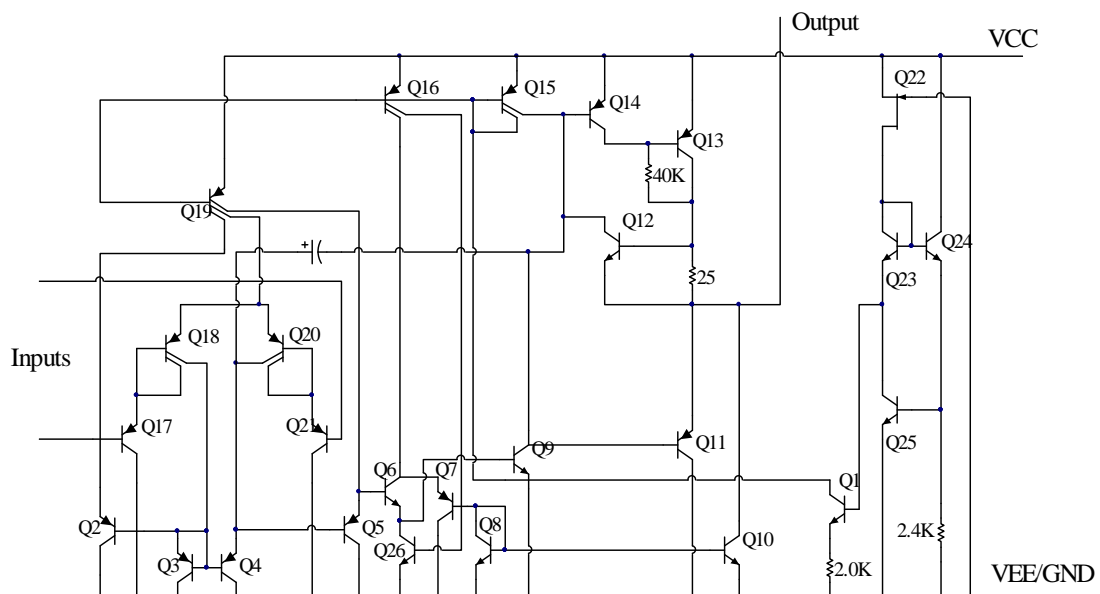 Output
VCC
Q22
Q16
Q15
Q14
Q13
40K
Q19
Q12
Q24
+
25
Q23
Q18
Q20
Inputs
Q17
Q21
Q9
Q11
Q25
Q6
Q7
Q1
Q2
Q5
Q8
Q26
Q10
2.4K
Q3
Q4
2.0K
VEE/GND